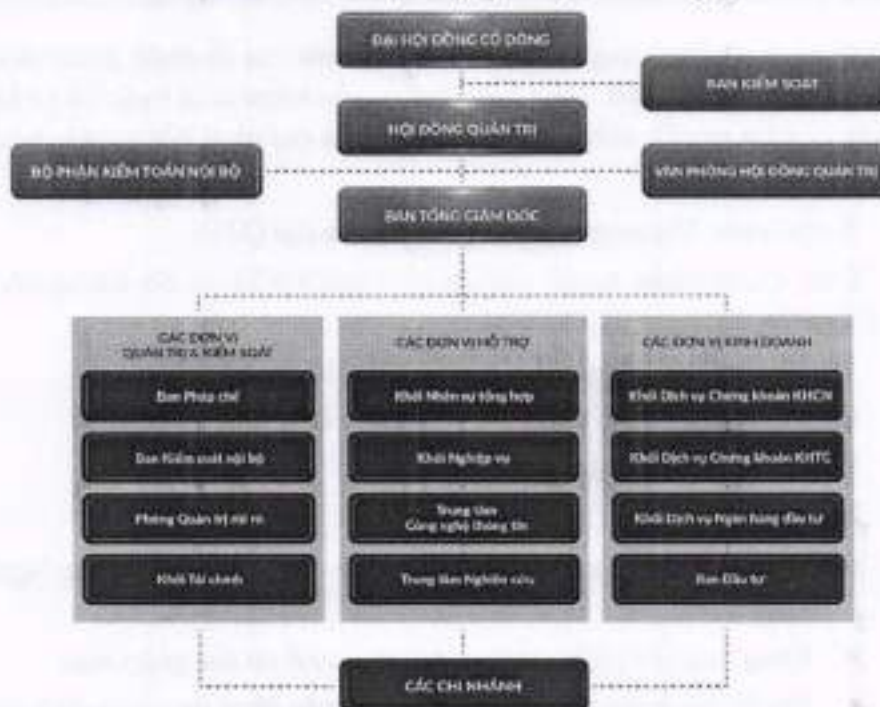 ĐẠI HỘI ĐỒNG CỔ ĐÔNG
BAN KIỂM SOÁT
HỘI ĐỒNG QUẢN TRỊ
BỘ PHẬN KIỂM TOÁN NỘI BỘ
VĂN PHÒNG HỘI ĐỒNG QUẢN TRỊ
BAN TỔNG GIÁM ĐỐC
CÁC ĐƠN VỊ
QUẢN TRỊ & KIỂM SOÁT
Ban Pháp chế
Ban Kiểm soát nội bộ
Phòng Quản trị rủi ro
Khối Tài chính
CÁC ĐƠN VỊ HỖ TRỢ
Khối Nhân sự tổng hợp
Khối Nghiệp vụ
Trung tâm
Công nghệ thông tin
Trung tâm Nghiên cứu
CÁC ĐƠN VỊ KINH DOANH
Khối Dịch vụ Chứng khoán KHCN
Khối Dịch vụ Chứng khoán KHTC
Khối Dịch vụ Ngân hàng đầu tư
Ban Đầu tư
CÁC CHI NHÁNH